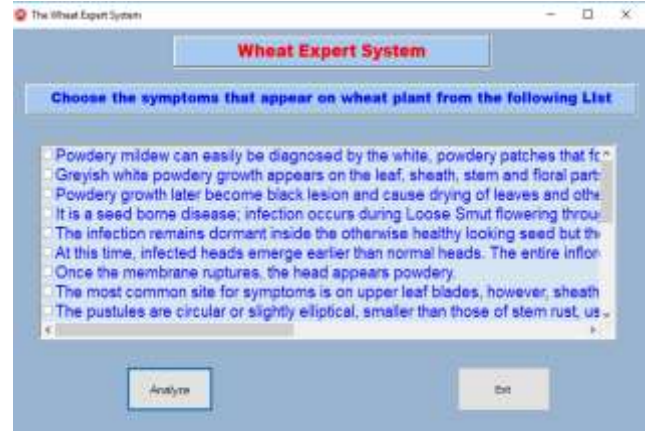 The Wheat Expert System
Wheat Expert System
Choose the symptoms that appear on wheat plant from the following List
Powdery mildew can easily be diagnosed by the white, powdery patches that fc
Greyish white powdery growth appears on the leaf, sheath, stem and floral part
Powdery growth later become black lesion and cause drying of leaves and othe
It is a seed borne disease; infection occurs during Loose Smut flowering throu
The infection remains dormant inside the otherwise healthy looking seed but th
At this time, infected heads emerge earlier than normal heads. The entire inflor
Once the membrane ruptures, the head appears powdery.
The most common site for symptoms is on upper leaf blades, however, sheath
The pustules are circular or slightly elliptical, smaller than those of stem rust, us
Analyze
Exit